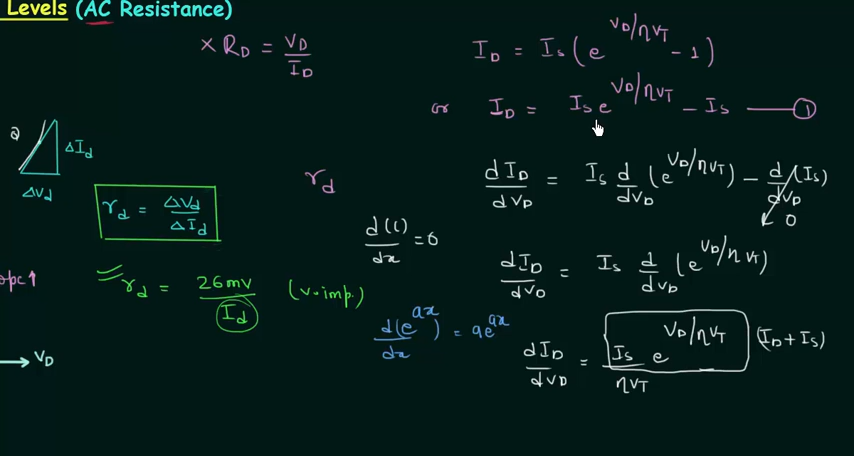 Levels (AC Resistance)
× R_D = V_D / I_D
I_D = I_s (e^{V_D/ηV_T} - 1)
or I_D = I_s e^{V_D/ηV_T} - I_s —— ①
ΔI_d
ΔV_d
r_d
r_d = ΔV_d / ΔI_d
dI_D / dV_D = I_s d/dV_D (e^{V_D/ηV_T}) - d/dV_D (I_s)
0
d(C)/dx = 0
dI_D / dV_D = I_s d/dV_D (e^{V_D/ηV_T})
r_d = 26mV / I_d (v.imp.)
d(e^{ax})/dx = ae^{ax}
dI_D / dV_D = I_s e^{V_D/ηV_T} / ηV_T (I_D + I_s)
V_D